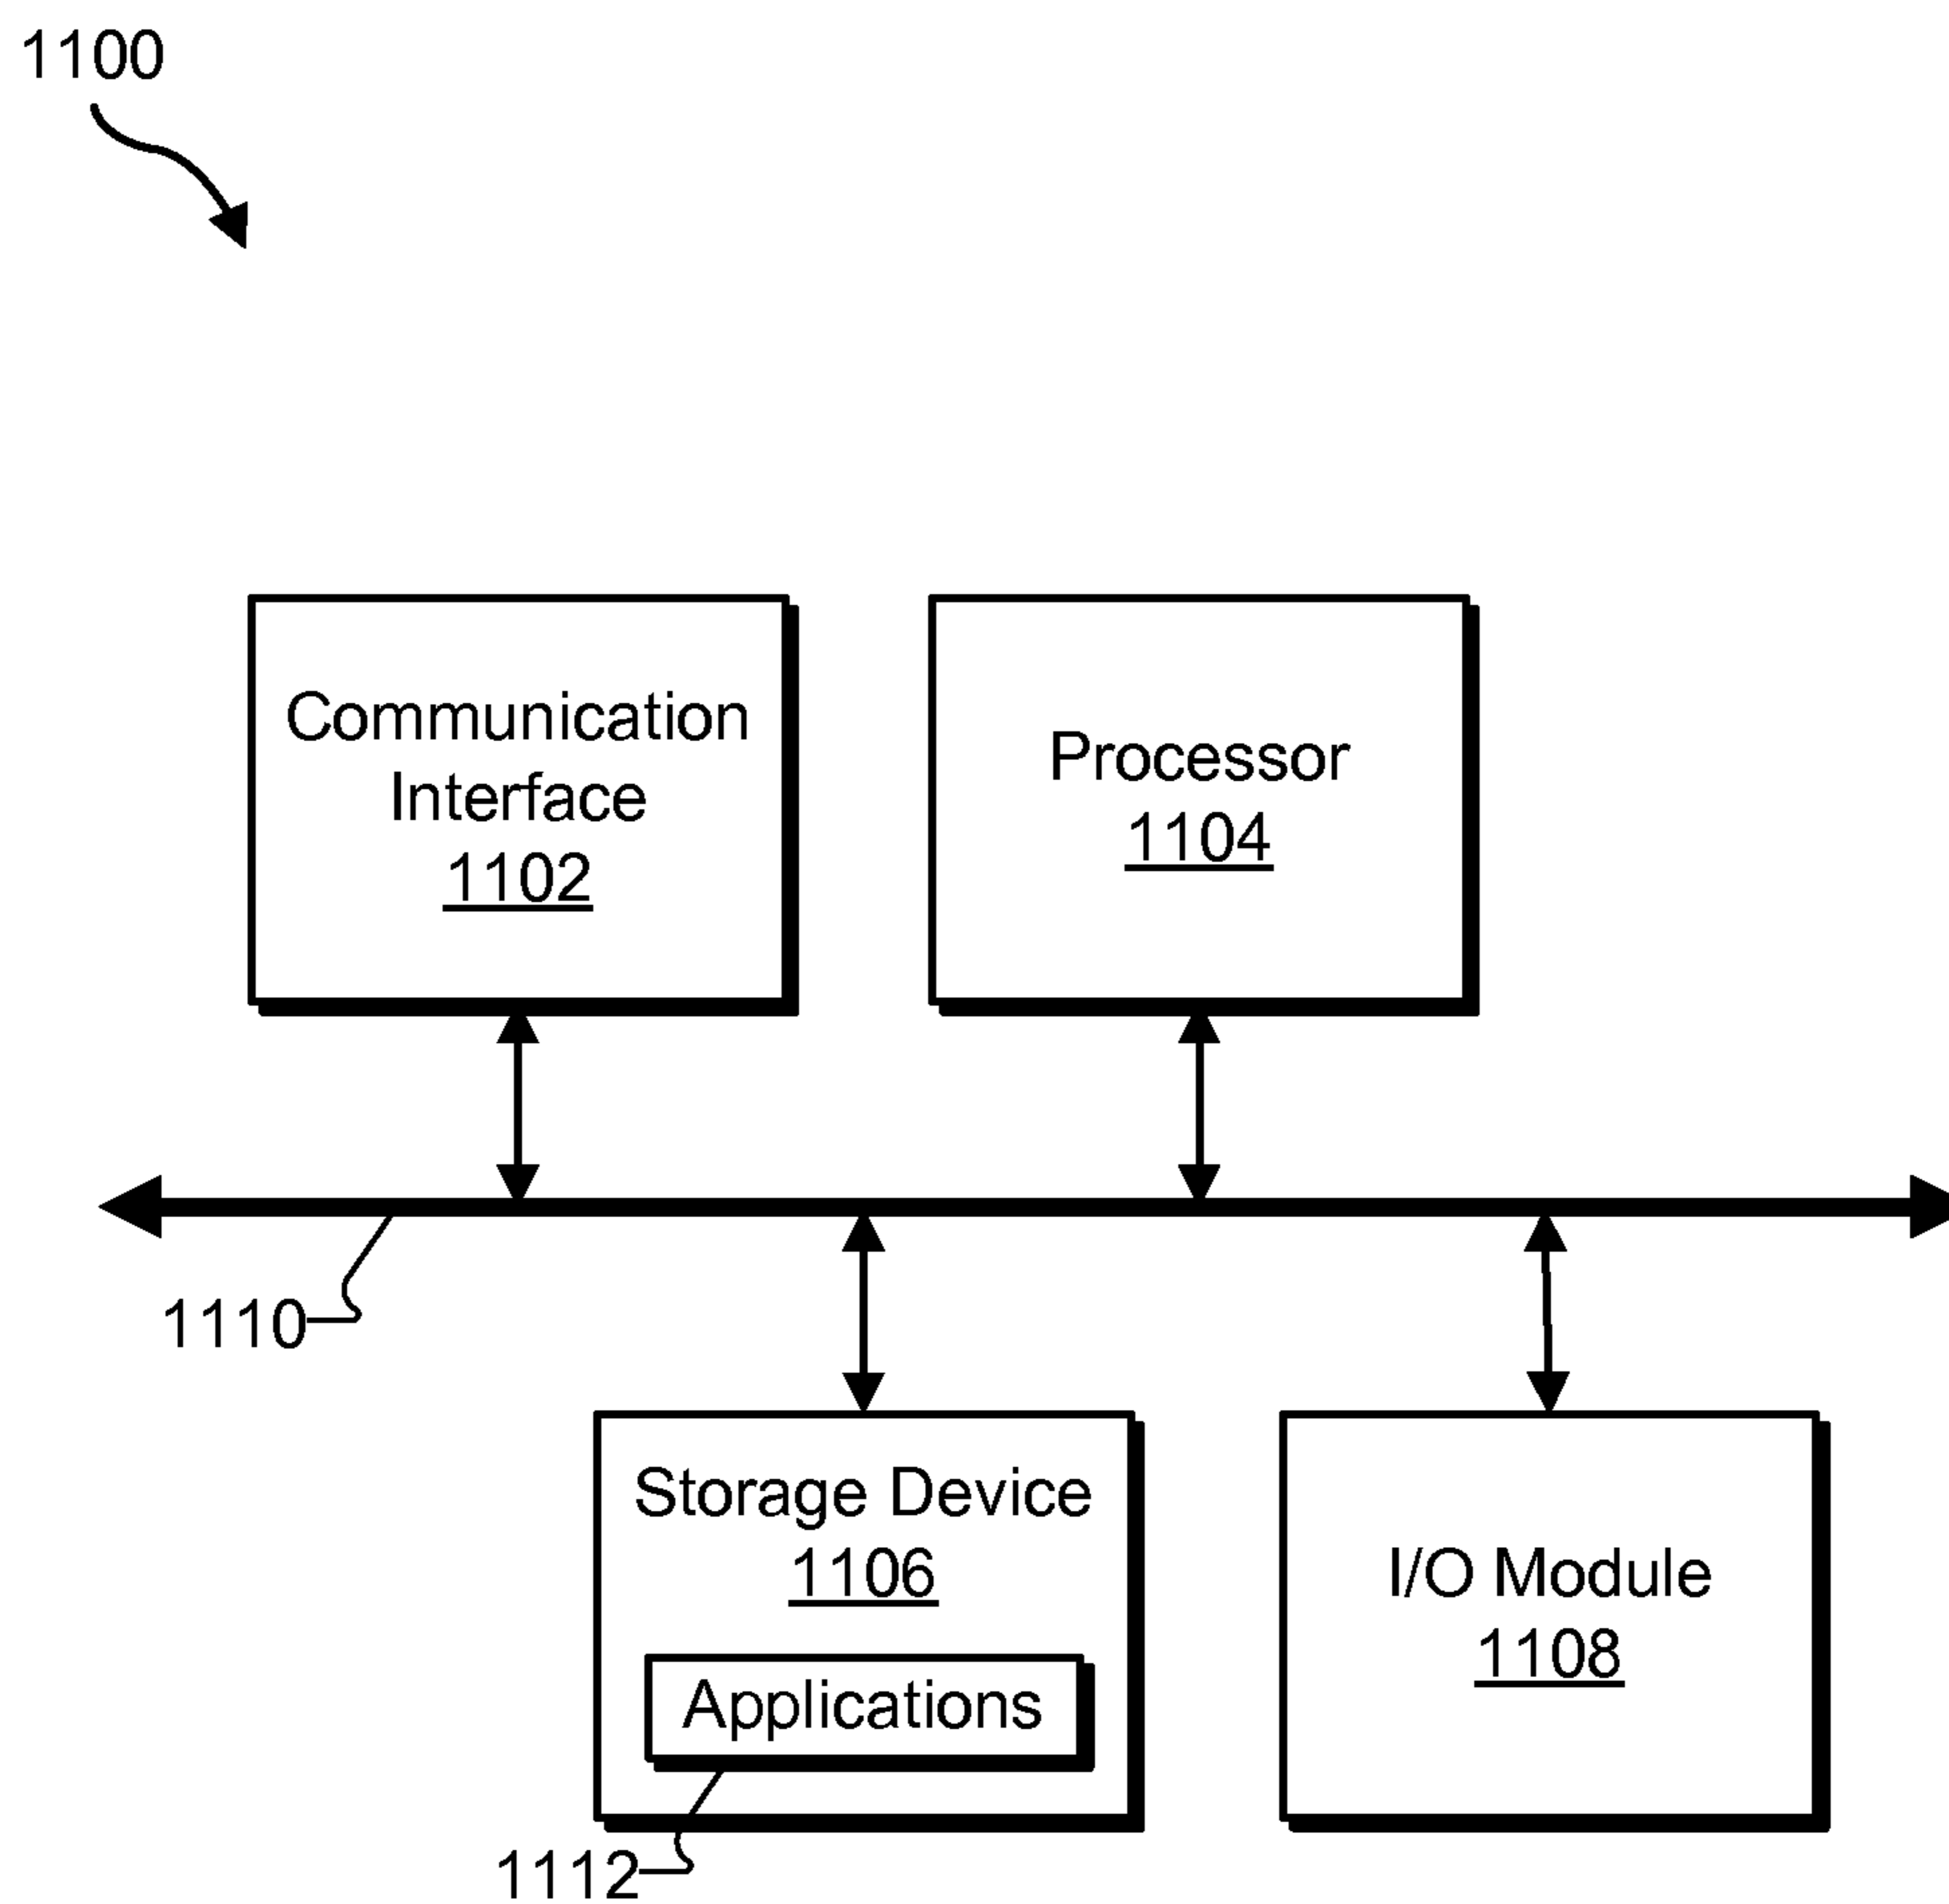 1100
Communication
Interface
1102
Processor
1104
1110
Storage Device
1106
Applications
1112
I/O Module
1108